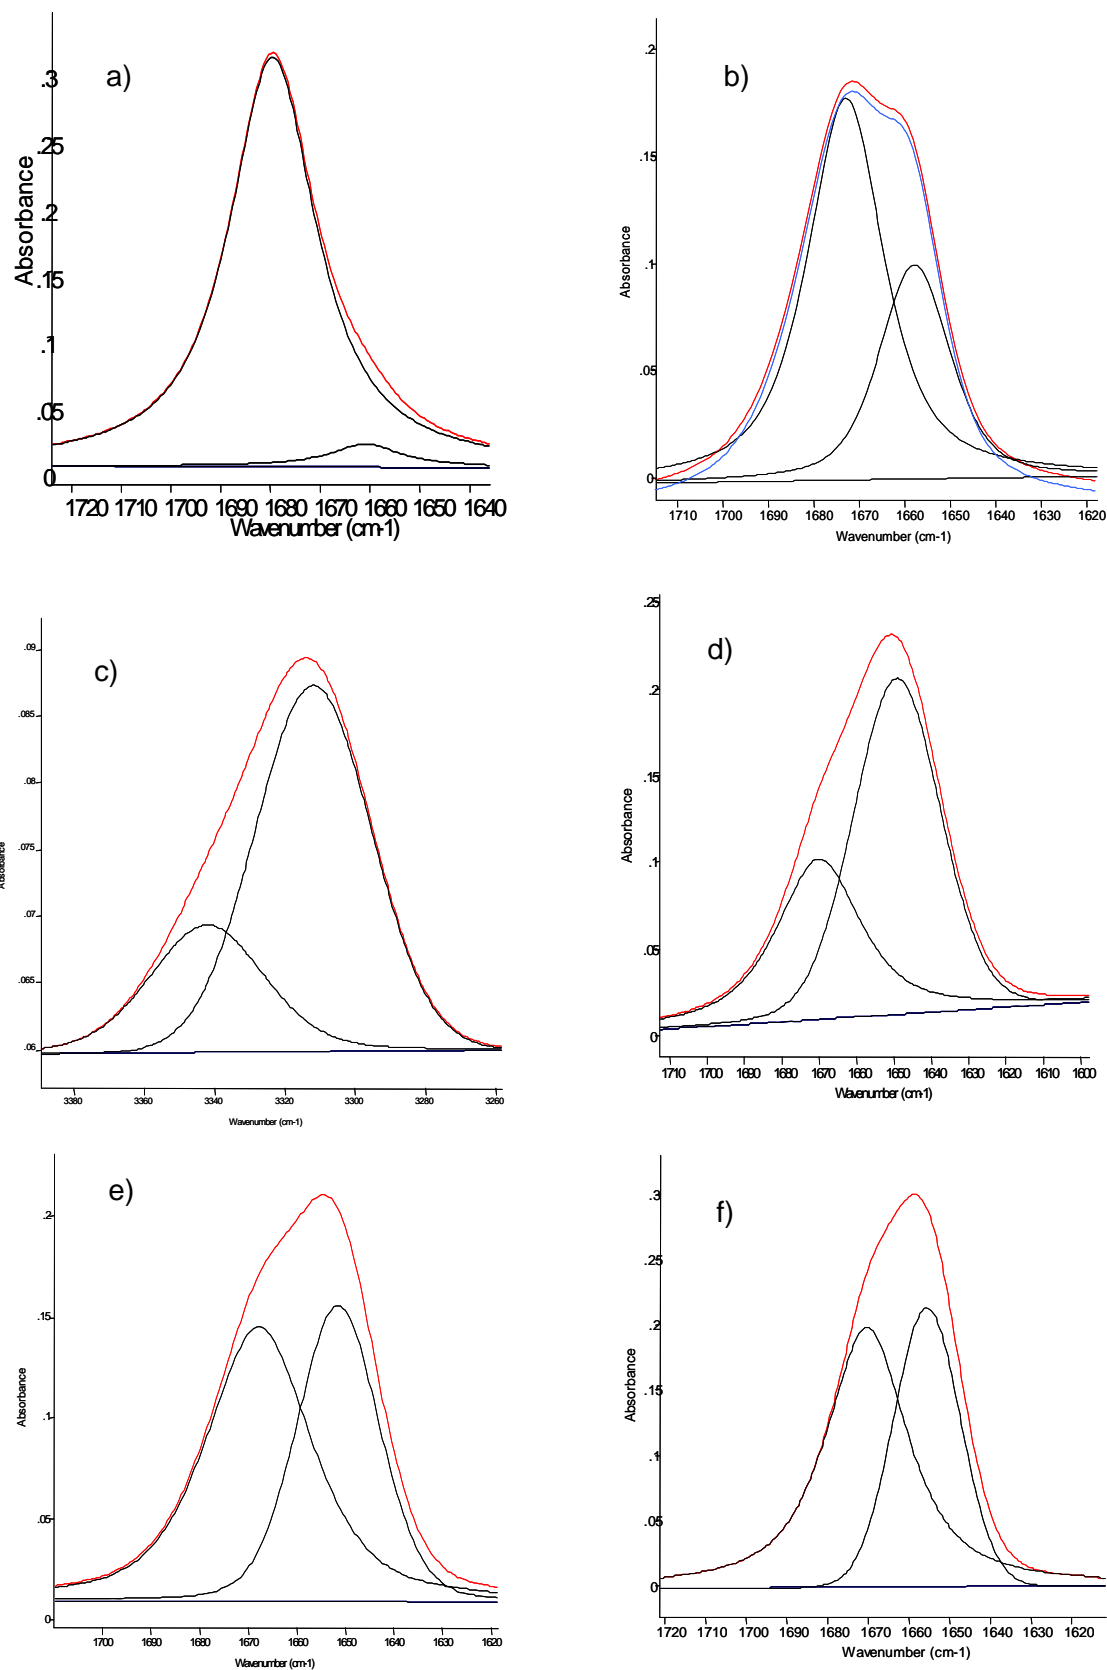 a)
.3
.25
.2
.15
.1
.05
0
Absorbance
1720 1710 1700 1690 1680 1670 1660 1650 1640
Wavenumber (cm-1)
b)
.2
.15
.1
.05
0
Absorbance
1710 1700 1690 1680 1670 1660 1650 1640 1630 1620
Wavenumber (cm-1)
c)
.09
.085
.08
.075
.07
.065
.06
Absorbance
3380 3360 3340 3320 3300 3280 3260
Wavenumber (cm-1)
d)
.25
.2
.15
.1
.05
0
Absorbance
1710 1700 1690 1680 1670 1660 1650 1640 1630 1620 1610 1600
Wavenumber (cm-1)
e)
.2
.15
.1
.05
0
Absorbance
1700 1690 1680 1670 1660 1650 1640 1630 1620
Wavenumber (cm-1)
f)
.3
.25
.2
.15
.1
.05
0
Absorbance
1720 1710 1700 1690 1680 1670 1660 1650 1640 1630 1620
Wavenumber (cm-1)